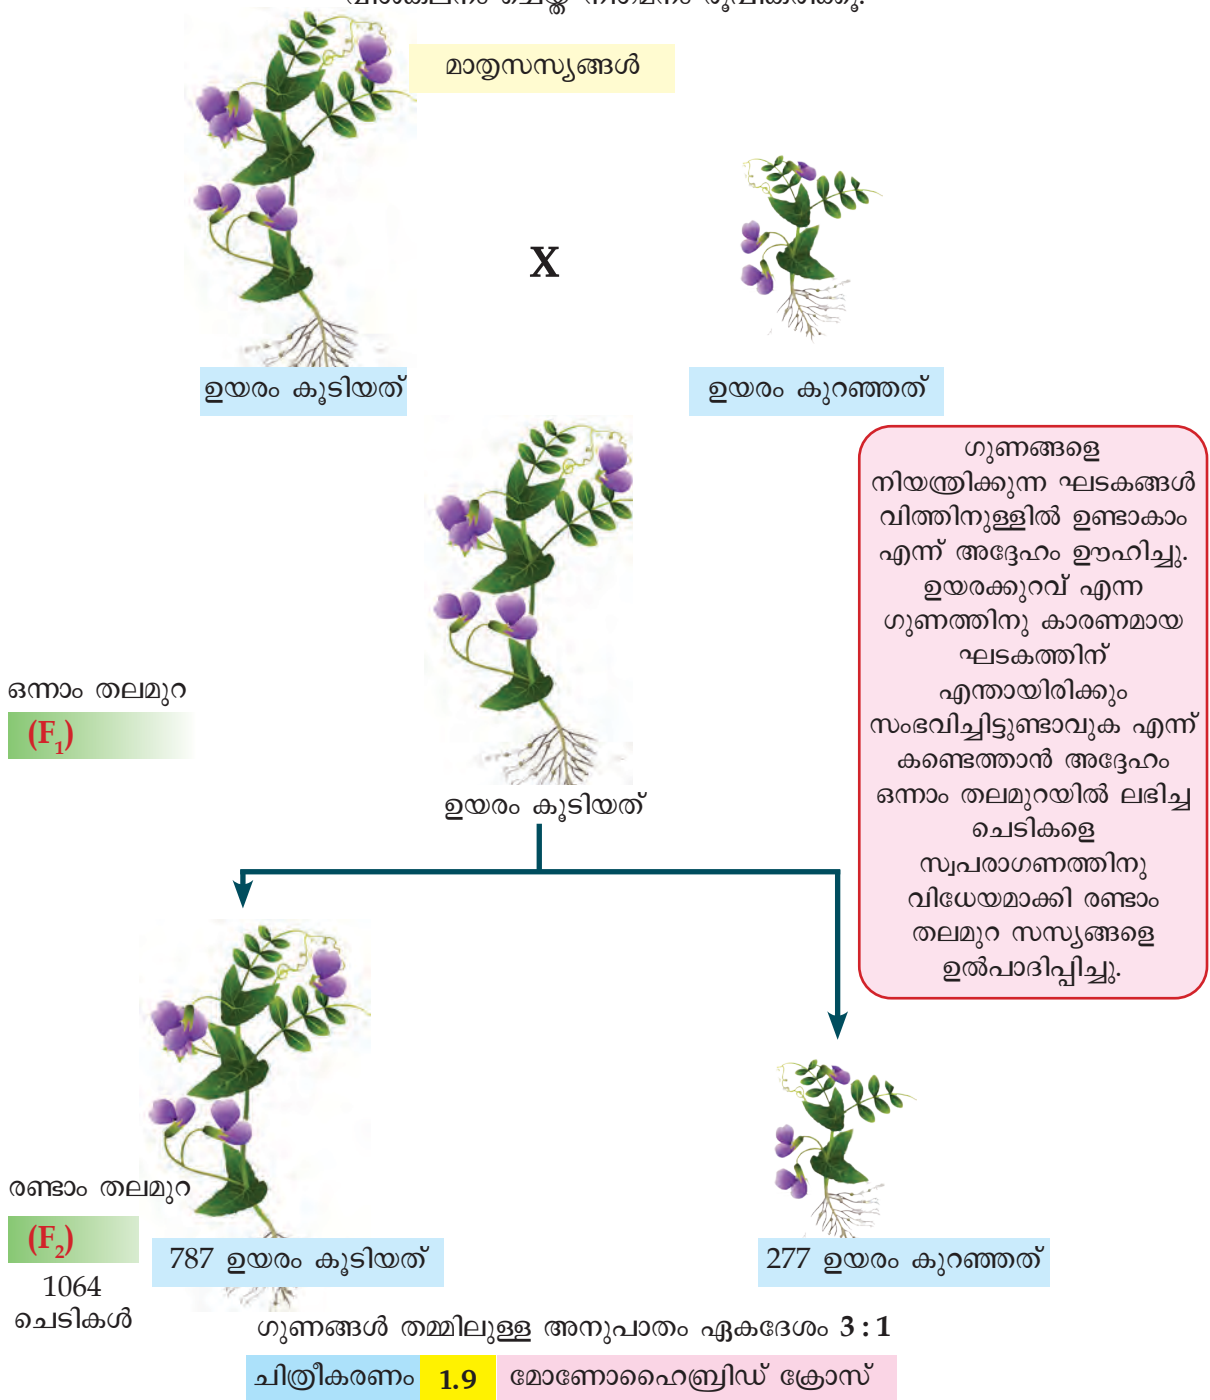 വിശകലനം ചെയ്ത് നിഗമനം രൂപീകരിക്കൂ.
മാതൃസസ്യങ്ങൾ
X
ഉയരം കൂടിയത്
ഉയരം കുറഞ്ഞത്
ഗുണങ്ങളെ
നിയന്ത്രിക്കുന്ന ഘടകങ്ങൾ
വിത്തിനുള്ളിൽ ഉണ്ടാകാം
എന്ന് അദ്ദേഹം ഊഹിച്ചു.
ഉയരക്കുറവ് എന്ന
ഗുണത്തിനു കാരണമായ
ഘടകത്തിന്
എന്തായിരിക്കും
സംഭവിച്ചിട്ടുണ്ടാവുക എന്ന്
കണ്ടെത്താൻ അദ്ദേഹം
ഒന്നാം തലമുറയിൽ ലഭിച്ച
ചെടികളെ
സ്വപരാഗണത്തിനു
വിധേയമാക്കി രണ്ടാം
തലമുറ സസ്യങ്ങളെ
ഉൽപാദിപ്പിച്ചു.
ഒന്നാം തലമുറ
(F₁)
ഉയരം കൂടിയത്
രണ്ടാം തലമുറ
(F₂)
1064
ചെടികൾ
787 ഉയരം കൂടിയത്
277 ഉയരം കുറഞ്ഞത്
ഗുണങ്ങൾ തമ്മിലുള്ള അനുപാതം ഏകദേശം 3 : 1
ചിത്രീകരണം 1.9 മോണോഹൈബ്രിഡ് ക്രോസ്